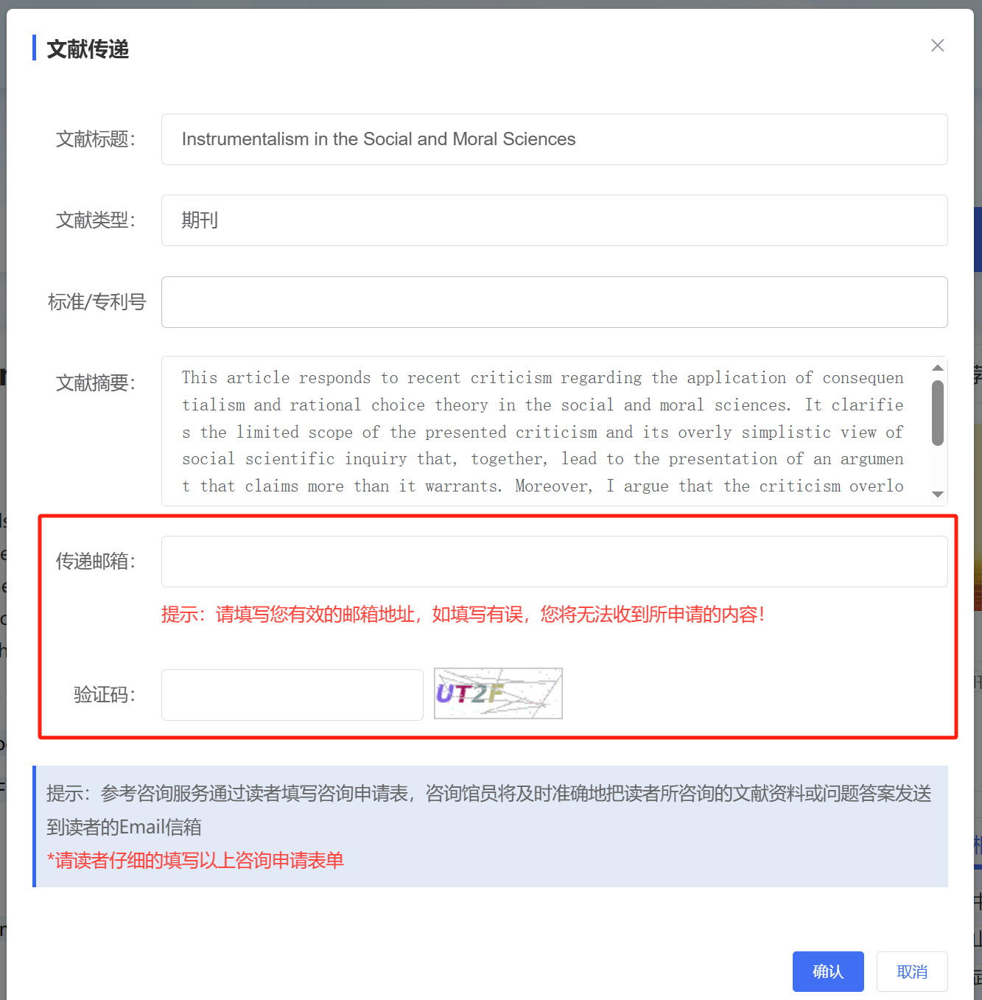 文献传递
文献标题：
Instrumentalism in the Social and Moral Sciences
文献类型：
期刊
标准/专利号
文献摘要：
This article responds to recent criticism regarding the application of consequen
tialism and rational choice theory in the social and moral sciences. It clarifie
s the limited scope of the presented criticism and its overly simplistic view of
social scientific inquiry that, together, lead to the presentation of an argumen
t that claims more than it warrants. Moreover, I argue that the criticism overlo
传递邮箱：
提示：请填写您有效的邮箱地址，如填写有误，您将无法收到所申请的内容！
验证码：
UT2F
提示：参考咨询服务通过读者填写咨询申请表，咨询馆员将及时准确地把读者所咨询的文献资料或问题答案发送
到读者的Email信箱
*请读者仔细的填写以上咨询申请表单
确认
取消